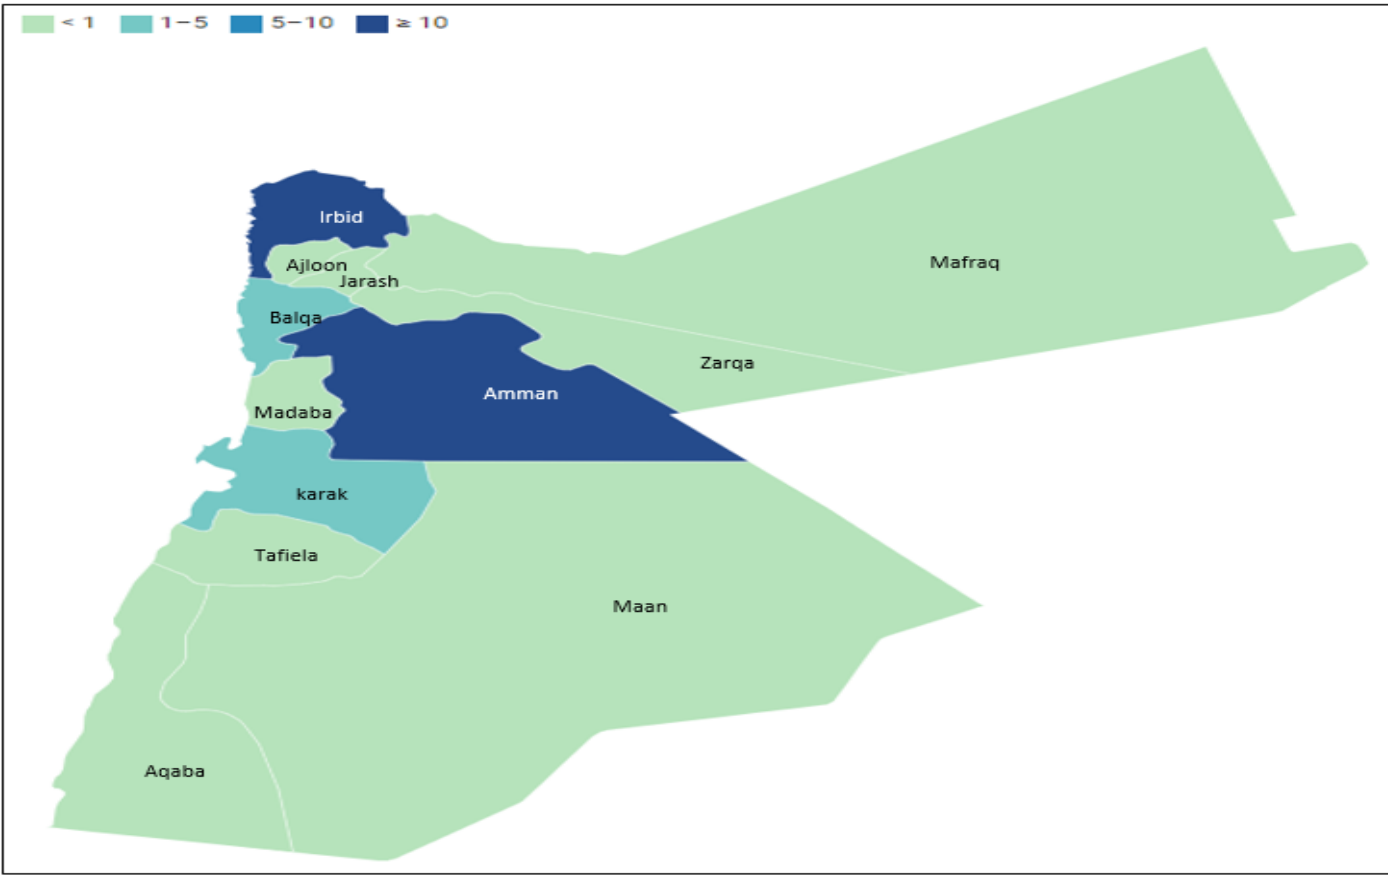 < 1 1–5 5–10 ≥ 10
Irbid
Mafraq
Ajloon
Jarash
Balqa
Zarqa
Amman
Madaba
karak
Tafiela
Maan
Aqaba